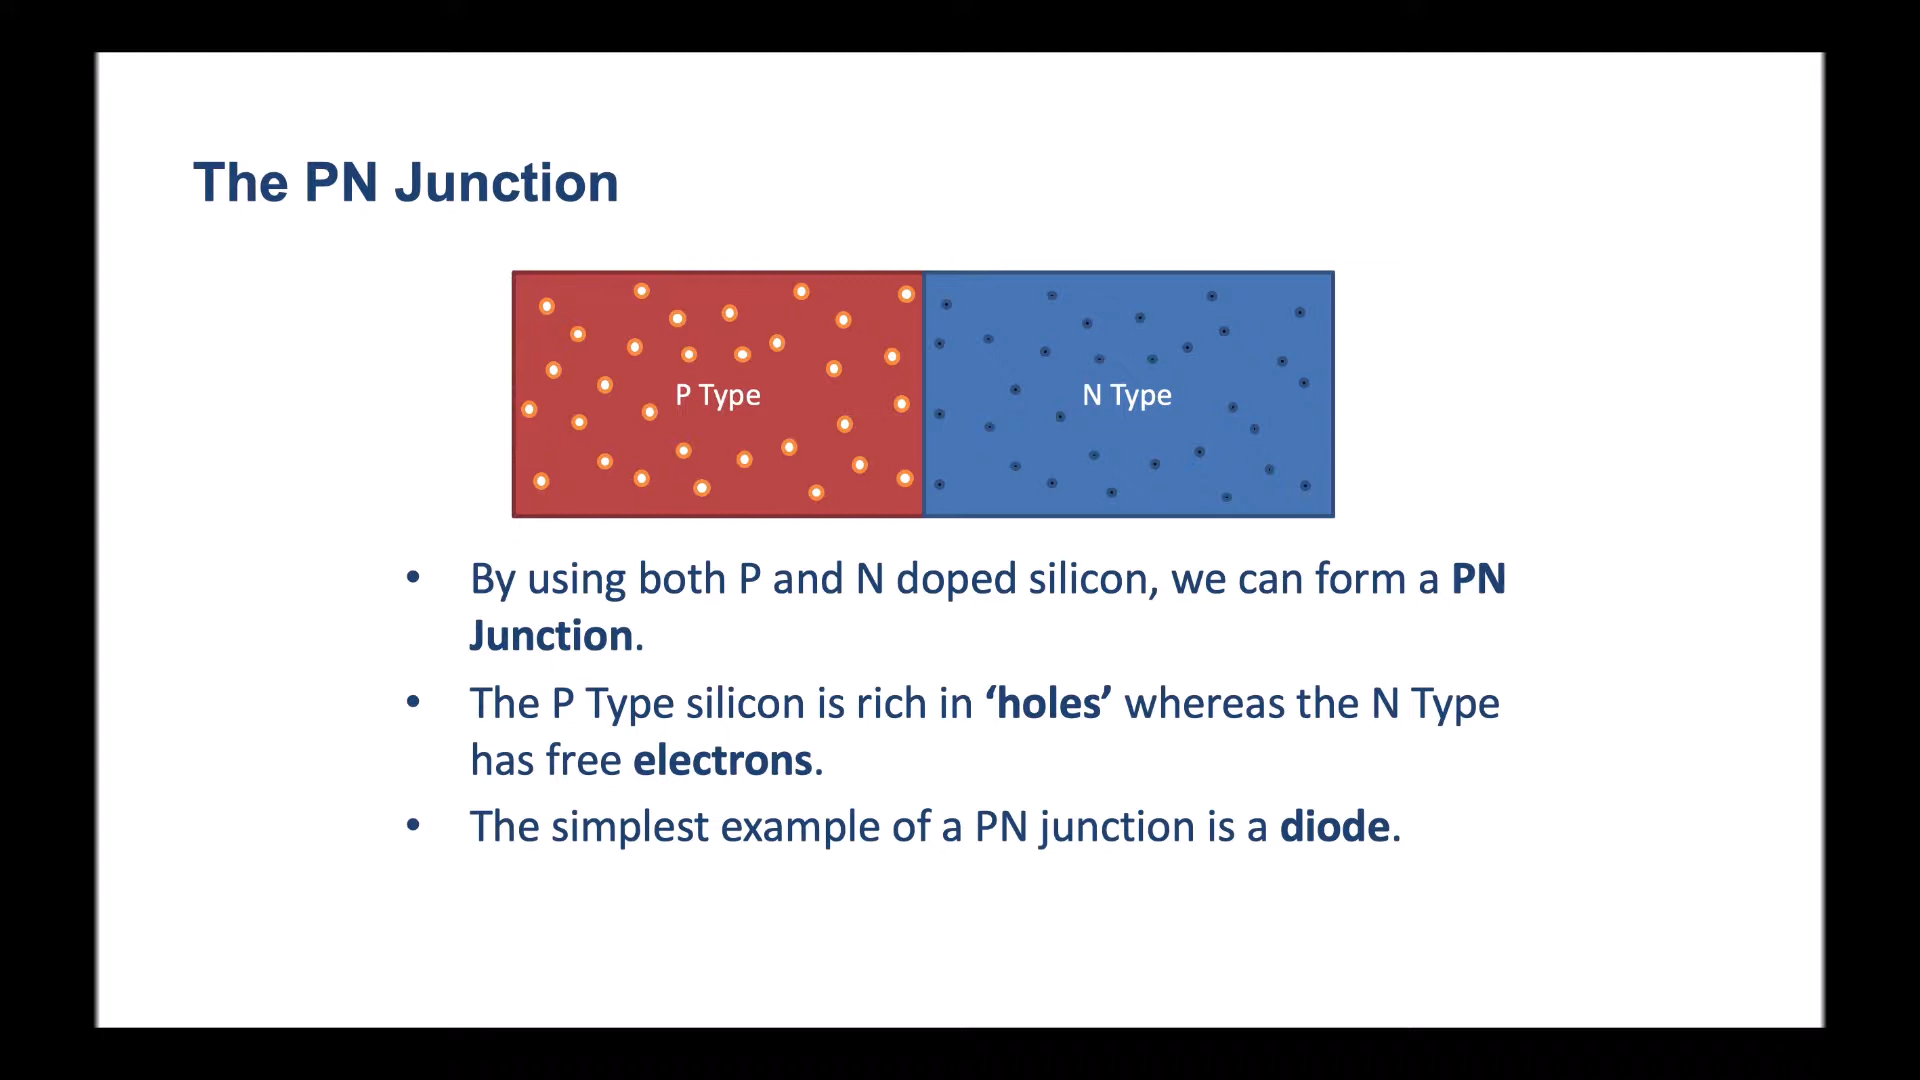 The PN Junction
P Type
N Type
• By using both P and N doped silicon, we can form a PN
Junction.
• The P Type silicon is rich in ‘holes’ whereas the N Type
has free electrons.
• The simplest example of a PN junction is a diode.